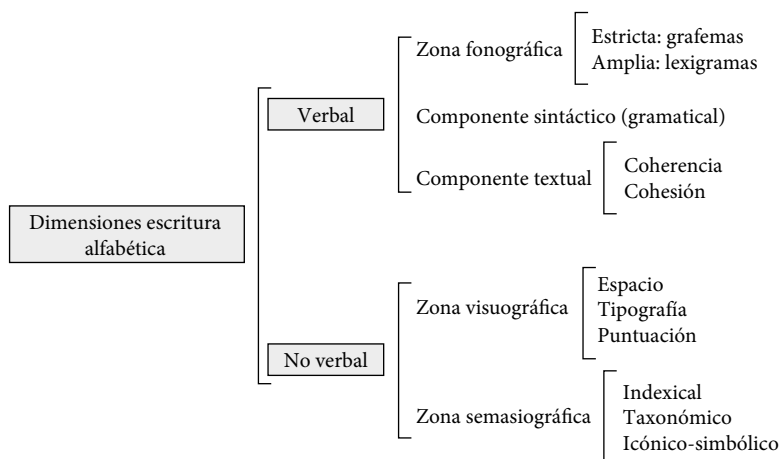 Dimensiones escritura
alfabética
Verbal
Zona fonográfica
Estricta: grafemas
Amplia: lexigramas
Componente sintáctico (gramatical)
Componente textual
Coherencia
Cohesión
No verbal
Zona visuográfica
Espacio
Tipografía
Puntuación
Zona semasiográfica
Indexical
Taxonómico
Icónico-simbólico